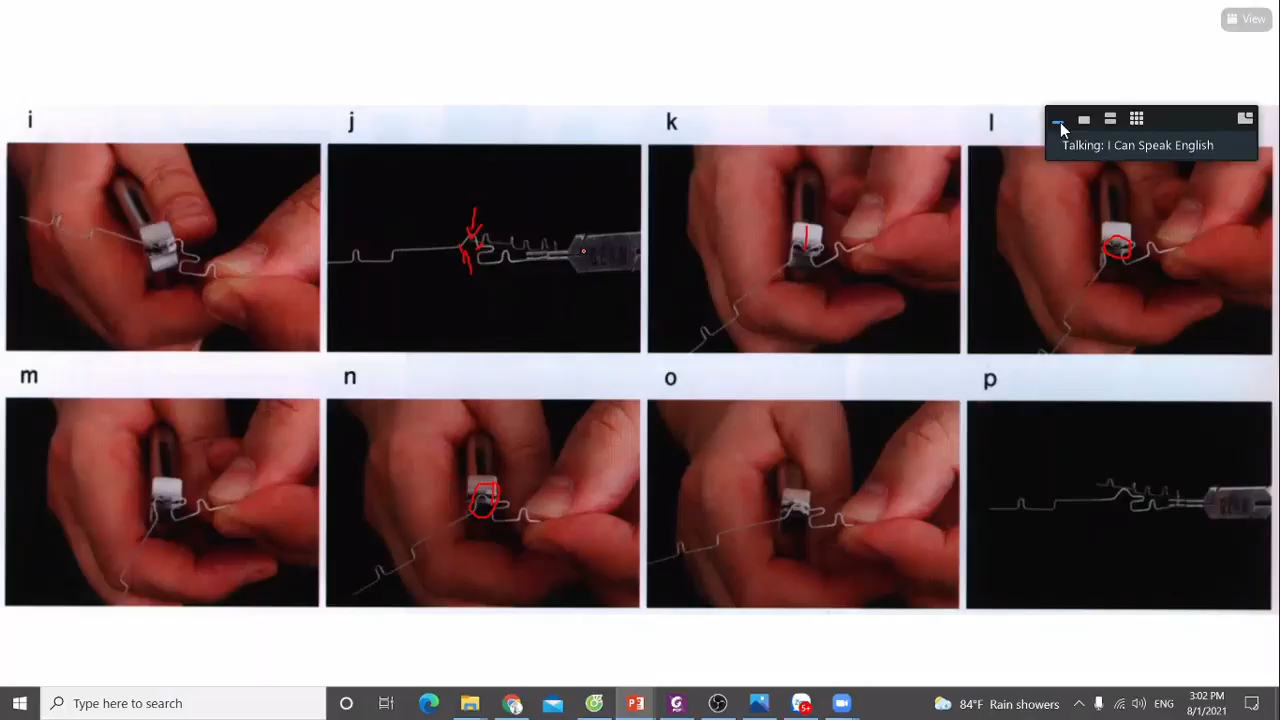 View
i j k l
Talking: I Can Speak English
m n o p
Type here to search
84°F Rain showers
ENG
3:02 PM
8/1/2021